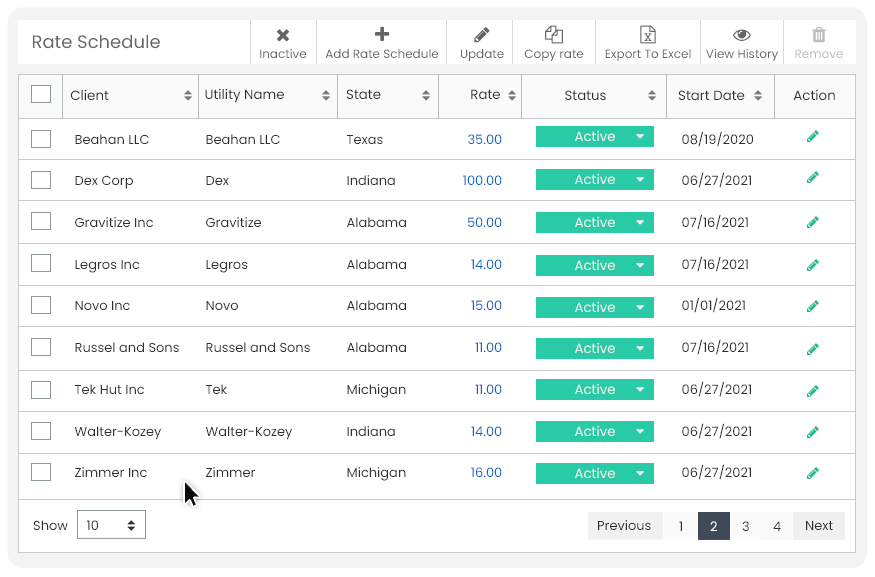 Rate Schedule
Inactive Add Rate Schedule Update Copy rate Export To Excel View History Remove
Client Utility Name State Rate Status Start Date Action
Beahan LLC Beahan LLC Texas 35.00 Active 08/19/2020
Dex Corp Dex Indiana 100.00 Active 06/27/2021
Gravitize Inc Gravitize Alabama 50.00 Active 07/16/2021
Legros Inc Legros Alabama 14.00 Active 07/16/2021
Novo Inc Novo Alabama 15.00 Active 01/01/2021
Russel and Sons Russel and Sons Alabama 11.00 Active 07/16/2021
Tek Hut Inc Tek Michigan 11.00 Active 06/27/2021
Walter-Kozey Walter-Kozey Indiana 14.00 Active 06/27/2021
Zimmer Inc Zimmer Michigan 16.00 Active 06/27/2021
Show 10 Previous 1 2 3 4 Next